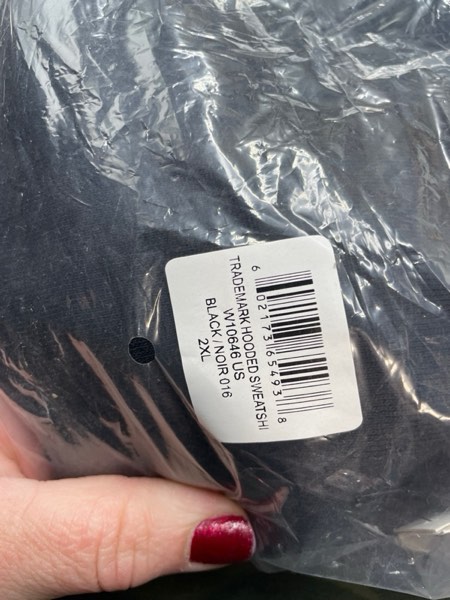 6 02173 65493 8
TRADEMARK HOODED SWEATSHI
W10646 US
BLACK / NOIR 016
2XL